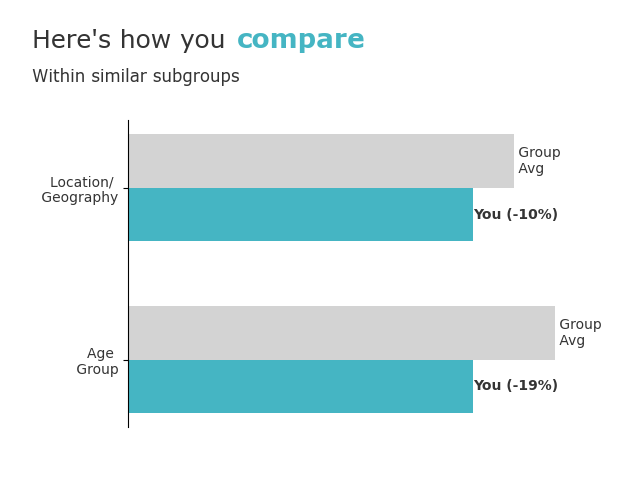 Here's how you compare
Within similar subgroups
Location/
Geography
Group
Avg
You (-10%)
Age
Group
Group
Avg
You (-19%)